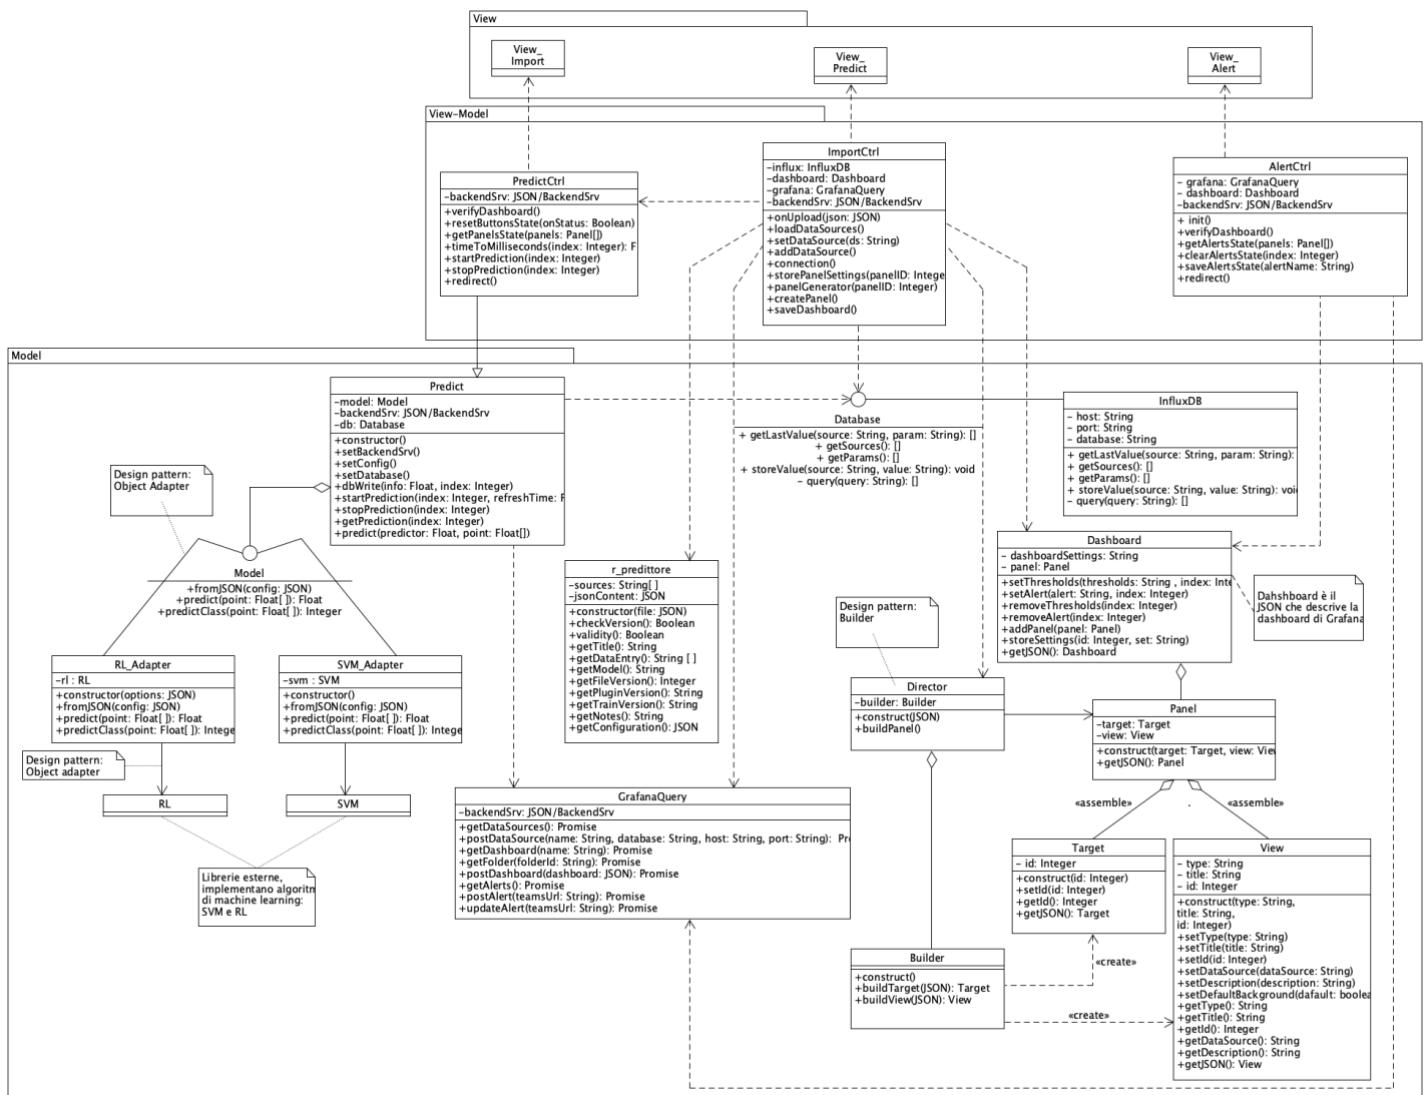 View
View_
Import
View_
Predict
View_
Alert
View-Model
PredictCtrl
-backendSrv: JSON/BackendSrv
+verifyDashboard()
+resetButtonsState(onStatus: Boolean)
+getPanelsState(panels: Panel[])
+timeToMilliseconds(index: Integer): F
+startPrediction(index: Integer)
+stopPrediction(index: Integer)
+redirect()
ImportCtrl
-influx: InfluxDB
-dashboard: Dashboard
-grafana: GrafanaQuery
-backendSrv: JSON/BackendSrv
+onUpload(json: JSON)
+loadDataSources()
+setDataSource(ds: String)
+addDataSource()
+connection()
+storePanelSettings(panelID: Intege
+panelGenerator(panelID: Integer)
+createPanel()
+saveDashboard()
AlertCtrl
- grafana: GrafanaQuery
- dashboard: Dashboard
-backendSrv: JSON/BackendSrv
+ init()
+verifyDashboard()
+getAlertsState(panels: Panel[])
+clearAlertsState(index: Integer)
+saveAlertsState(alertName: String)
+redirect()
Model
Predict
-model: Model
-backendSrv: JSON/BackendSrv
-db: Database
+constructor()
+setBackendSrv()
+setConfig()
+setDatabase()
+dbWrite(info: Float, index: Integer)
+startPrediction(index: Integer, refreshTime: F
+stopPrediction(index: Integer)
+getPrediction(index: Integer)
+predict(predictor: Float, point: Float[])
Database
+ getLastValue(source: String, param: String): []
+ getSources(): []
+ getParams(): []
+ storeValue(source: String, value: String): void
- query(query: String): []
InfluxDB
- host: String
- port: String
- database: String
+ getLastValue(source: String, param: String):
+ getSources(): []
+ getParams(): []
+ storeValue(source: String, value: String): voi
- query(query: String): []
Design pattern:
Object Adapter
Model
+fromJSON(config: JSON)
+predict(point: Float[ ]): Float
+predictClass(point: Float[ ]): Integer
r_predittore
-sources: String[ ]
-jsonContent: JSON
+constructor(file: JSON)
+checkVersion(): Boolean
+validity(): Boolean
+getTitle(): String
+getDataEntry(): String [ ]
+getModel(): String
+getFileVersion(): Integer
+getPluginVersion(): String
+getTrainVersion(): String
+getNotes(): String
+getConfiguration(): JSON
Dashboard
- dashboardSettings: String
- panel: Panel
+setThresholds(thresholds: String , index: Inte
+setAlert(alert: String, index: Integer)
+removeThresholds(index: Integer)
+removeAlert(index: Integer)
+addPanel(panel: Panel)
+storeSettings(id: Integer, set: String)
+getJSON(): Dashboard
Dahshboard è il
JSON che descrive la
dashboard di Grafana
Design pattern:
Builder
RL_Adapter
-rl : RL
+constructor(options: JSON)
+fromJSON(config: JSON)
+predict(point: Float[ ]): Float
+predictClass(point: Float[ ]): Intege
SVM_Adapter
-svm : SVM
+constructor()
+fromJSON(config: JSON)
+predict(point: Float[ ]): Float
+predictClass(point: Float[ ]): Intege
Director
-builder: Builder
+construct(JSON)
+buildPanel()
Panel
-target: Target
-view: View
+construct(target: Target, view: Vie
+getJSON(): Panel
Design pattern:
Object adapter
RL
SVM
GrafanaQuery
-backendSrv: JSON/BackendSrv
+getDataSources(): Promise
+postDataSource(name: String, database: String, host: String, port: String): Pr
+getDashboard(name: String): Promise
+getFolder(folderId: String): Promise
+postDashboard(dashboard: JSON): Promise
+getAlerts(): Promise
+postAlert(teamsUrl: String): Promise
+updateAlert(teamsUrl: String): Promise
«assemble»
«assemble»
Librerie esterne,
implementano algoritm
di machine learning:
SVM e RL
Target
- id: Integer
+construct(id: Integer)
+setId(id: Integer)
+getId(): Integer
+getJSON(): Target
View
- type: String
- title: String
- id: Integer
+construct(type: String,
title: String,
id: Integer)
+setType(type: String)
+setTitle(title: String)
+setId(id: Integer)
+setDataSource(dataSource: String)
+setDescription(description: String)
+setDefaultBackground(dafault: boolea
+getType(): String
+getTitle(): String
+getId(): Integer
+getDataSource(): String
+getDescription(): String
+getJSON(): View
Builder
+construct()
+buildTarget(JSON): Target
+buildView(JSON): View
«create»
«create»